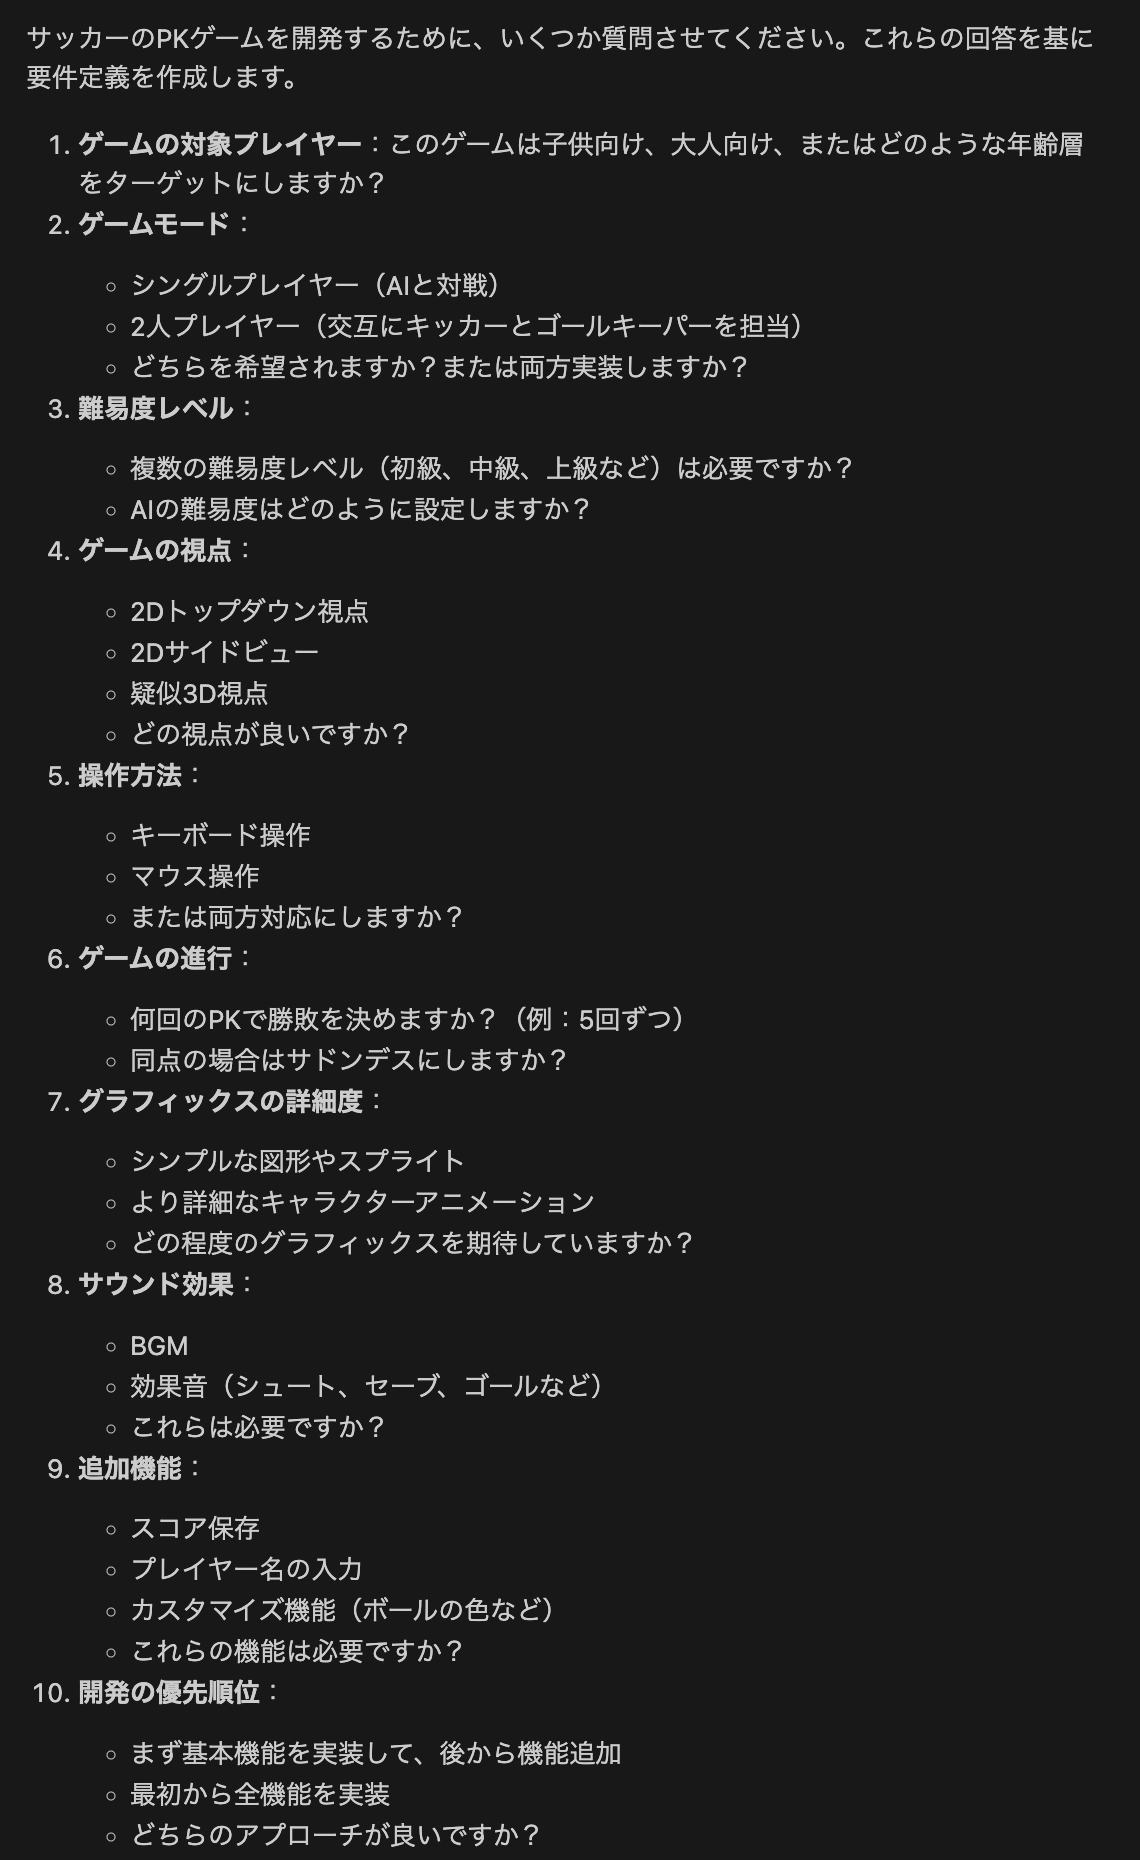 サッカーのPKゲームを開発するために、いくつか質問させてください。これらの回答を基に
要件定義を作成します。
1. ゲームの対象プレイヤー：このゲームは子供向け、大人向け、またはどのような年齢層
をターゲットにしますか？
2. ゲームモード：
○ シングルプレイヤー（AIと対戦）
○ 2人プレイヤー（交互にキッカーとゴールキーパーを担当）
○ どちらを希望されますか？または両方実装しますか？
3. 難易度レベル：
○ 複数の難易度レベル（初級、中級、上級など）は必要ですか？
○ AIの難易度はどのように設定しますか？
4. ゲームの視点：
○ 2Dトップダウン視点
○ 2Dサイドビュー
○ 疑似3D視点
○ どの視点が良いですか？
5. 操作方法：
○ キーボード操作
○ マウス操作
○ または両方対応にしますか？
6. ゲームの進行：
○ 何回のPKで勝敗を決めますか？（例：5回ずつ）
○ 同点の場合はサドンデスにしますか？
7. グラフィックスの詳細度：
○ シンプルな図形やスプライト
○ より詳細なキャラクターアニメーション
○ どの程度のグラフィックスを期待していますか？
8. サウンド効果：
○ BGM
○ 効果音（シュート、セーブ、ゴールなど）
○ これらは必要ですか？
9. 追加機能：
○ スコア保存
○ プレイヤー名の入力
○ カスタマイズ機能（ボールの色など）
○ これらの機能は必要ですか？
10. 開発の優先順位：
○ まず基本機能を実装して、後から機能追加
○ 最初から全機能を実装
○ どちらのアプローチが良いですか？